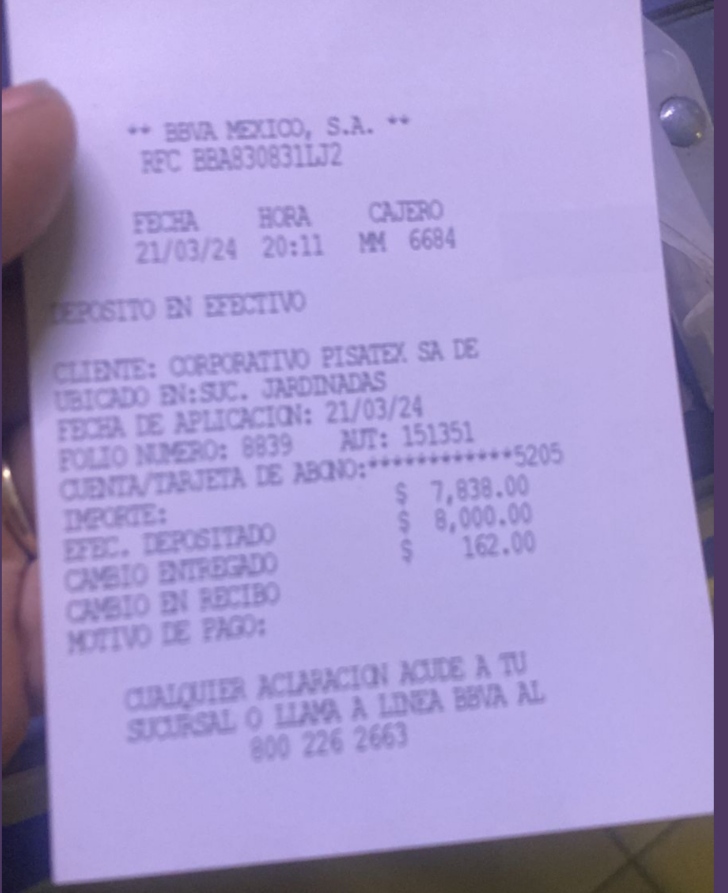 ** BBVA MEXICO, S.A. **
RFC BBA830831LJ2
FECHA HORA CAJERO
21/03/24 20:11 MM 6684
DEPOSITO EN EFECTIVO
CLIENTE: CORPORATIVO PISATEX SA DE
UBICADO EN:SUC. JARDINADAS
FECHA DE APLICACION: 21/03/24
FOLIO NUMERO: 8839 AUT: 151351
CUENTA/TARJETA DE ABONO:************5205
IMPORTE: $ 7,838.00
EFEC. DEPOSITADO $ 8,000.00
CAMBIO ENTREGADO $ 162.00
CAMBIO EN RECIBO
MOTIVO DE PAGO:
CUALQUIER ACLARACION ACUDE A TU
SUCURSAL O LLAMA A LINEA BBVA AL
800 226 2663